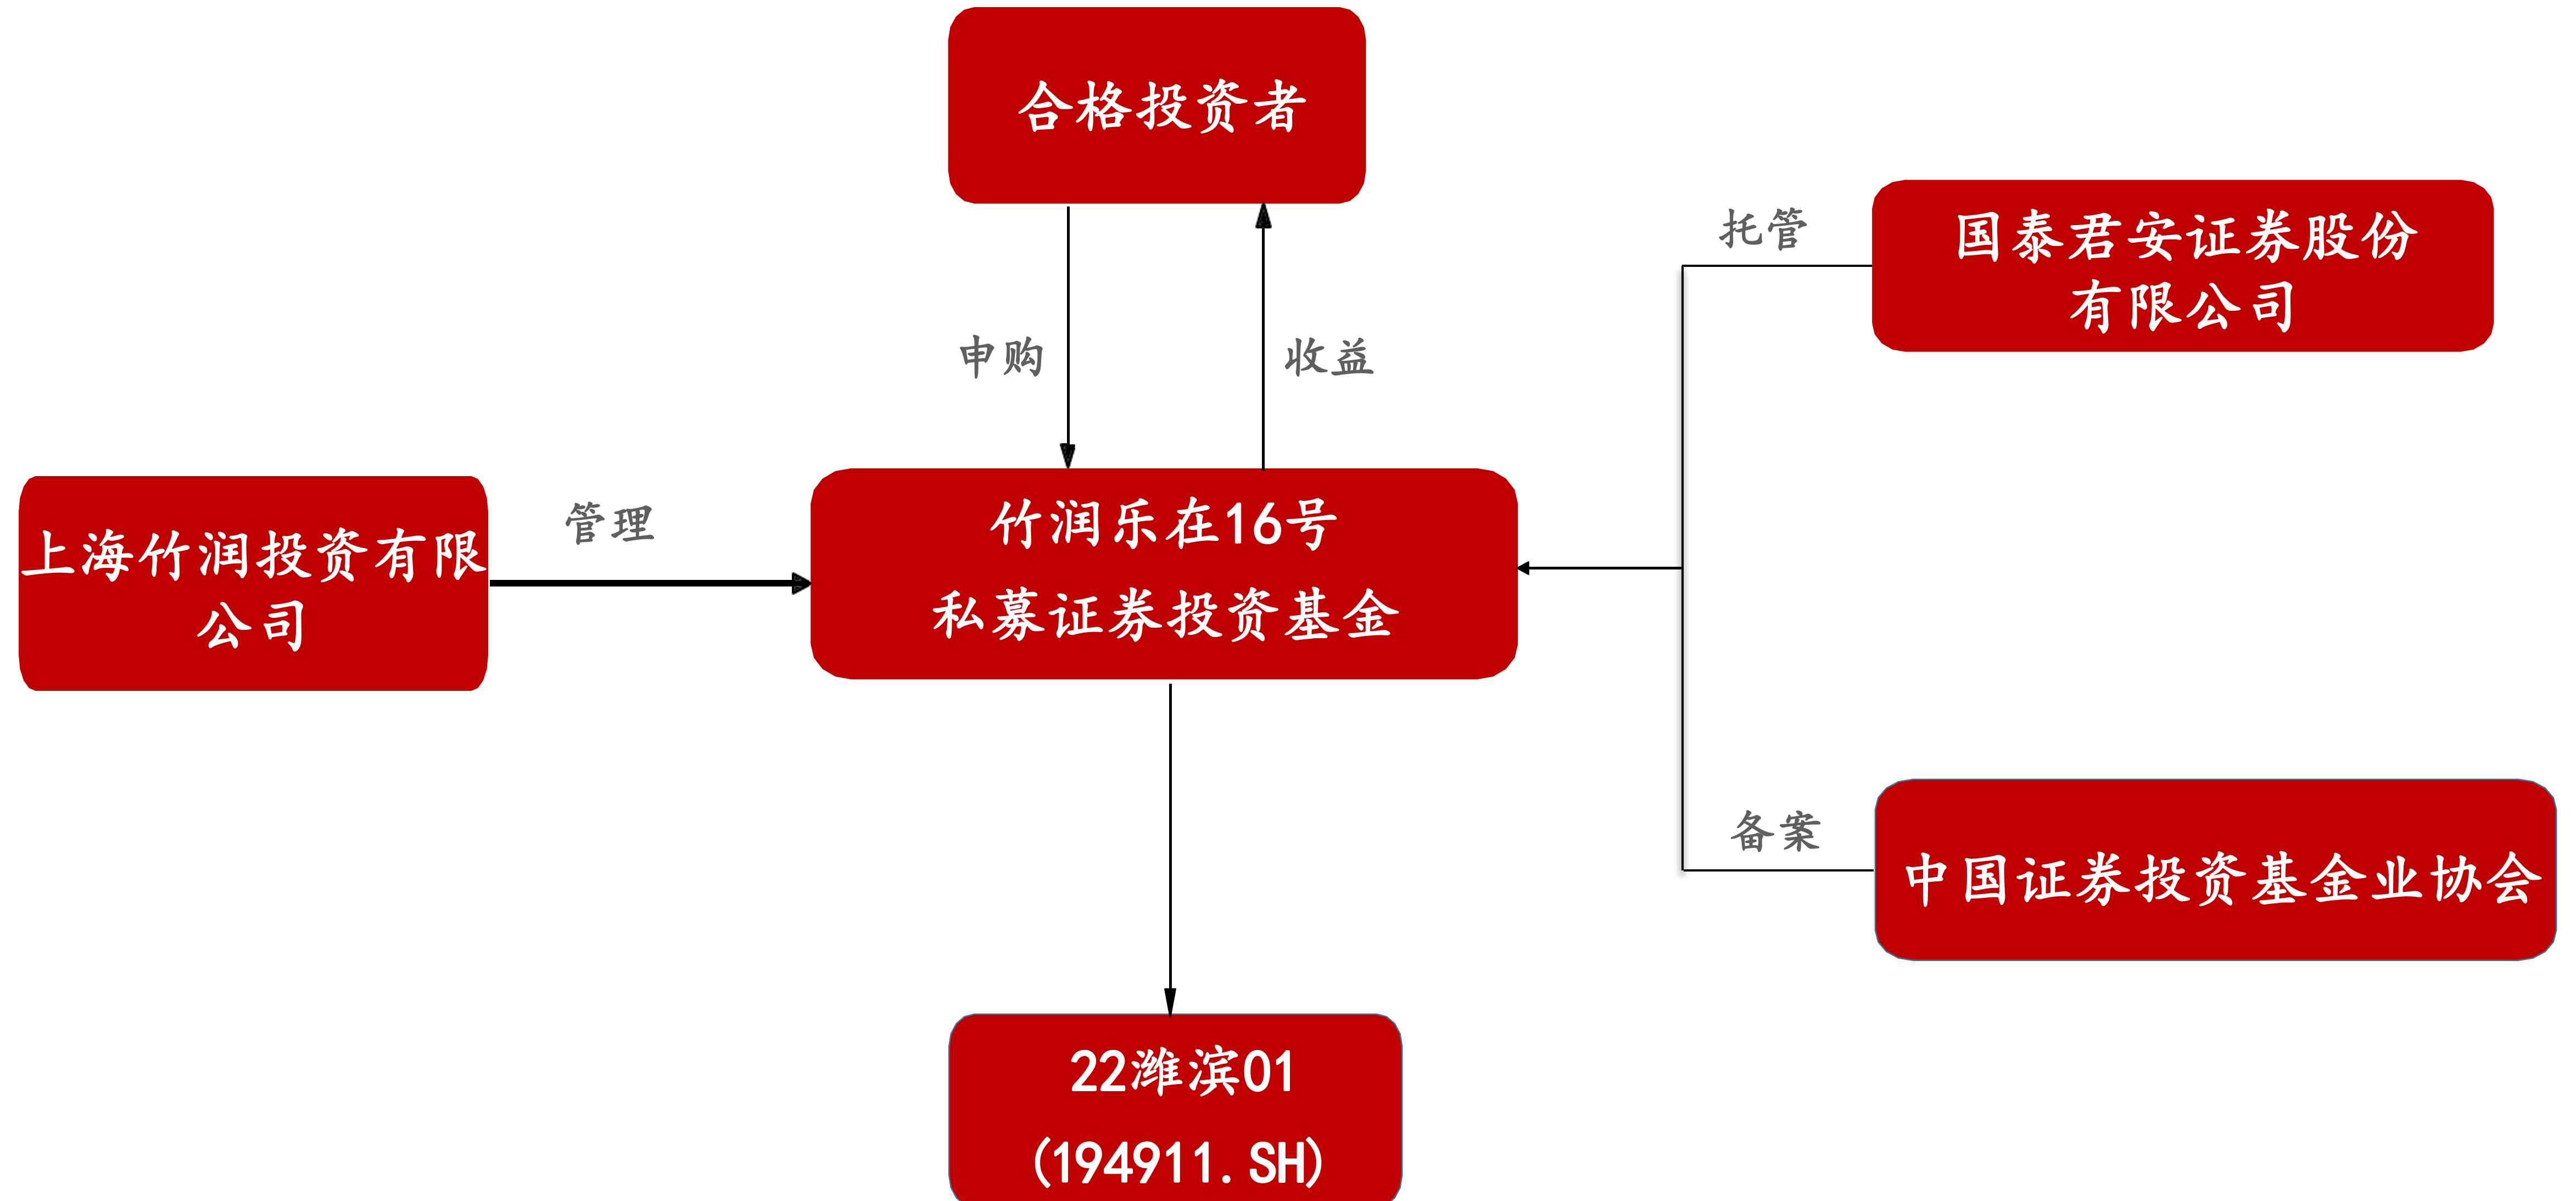 合格投资者
托管
国泰君安证券股份
有限公司
申购
收益
上海竹润投资有限
公司
管理
竹润乐在16号
私募证券投资基金
备案
中国证券投资基金业协会
22潍滨01
(194911.SH)